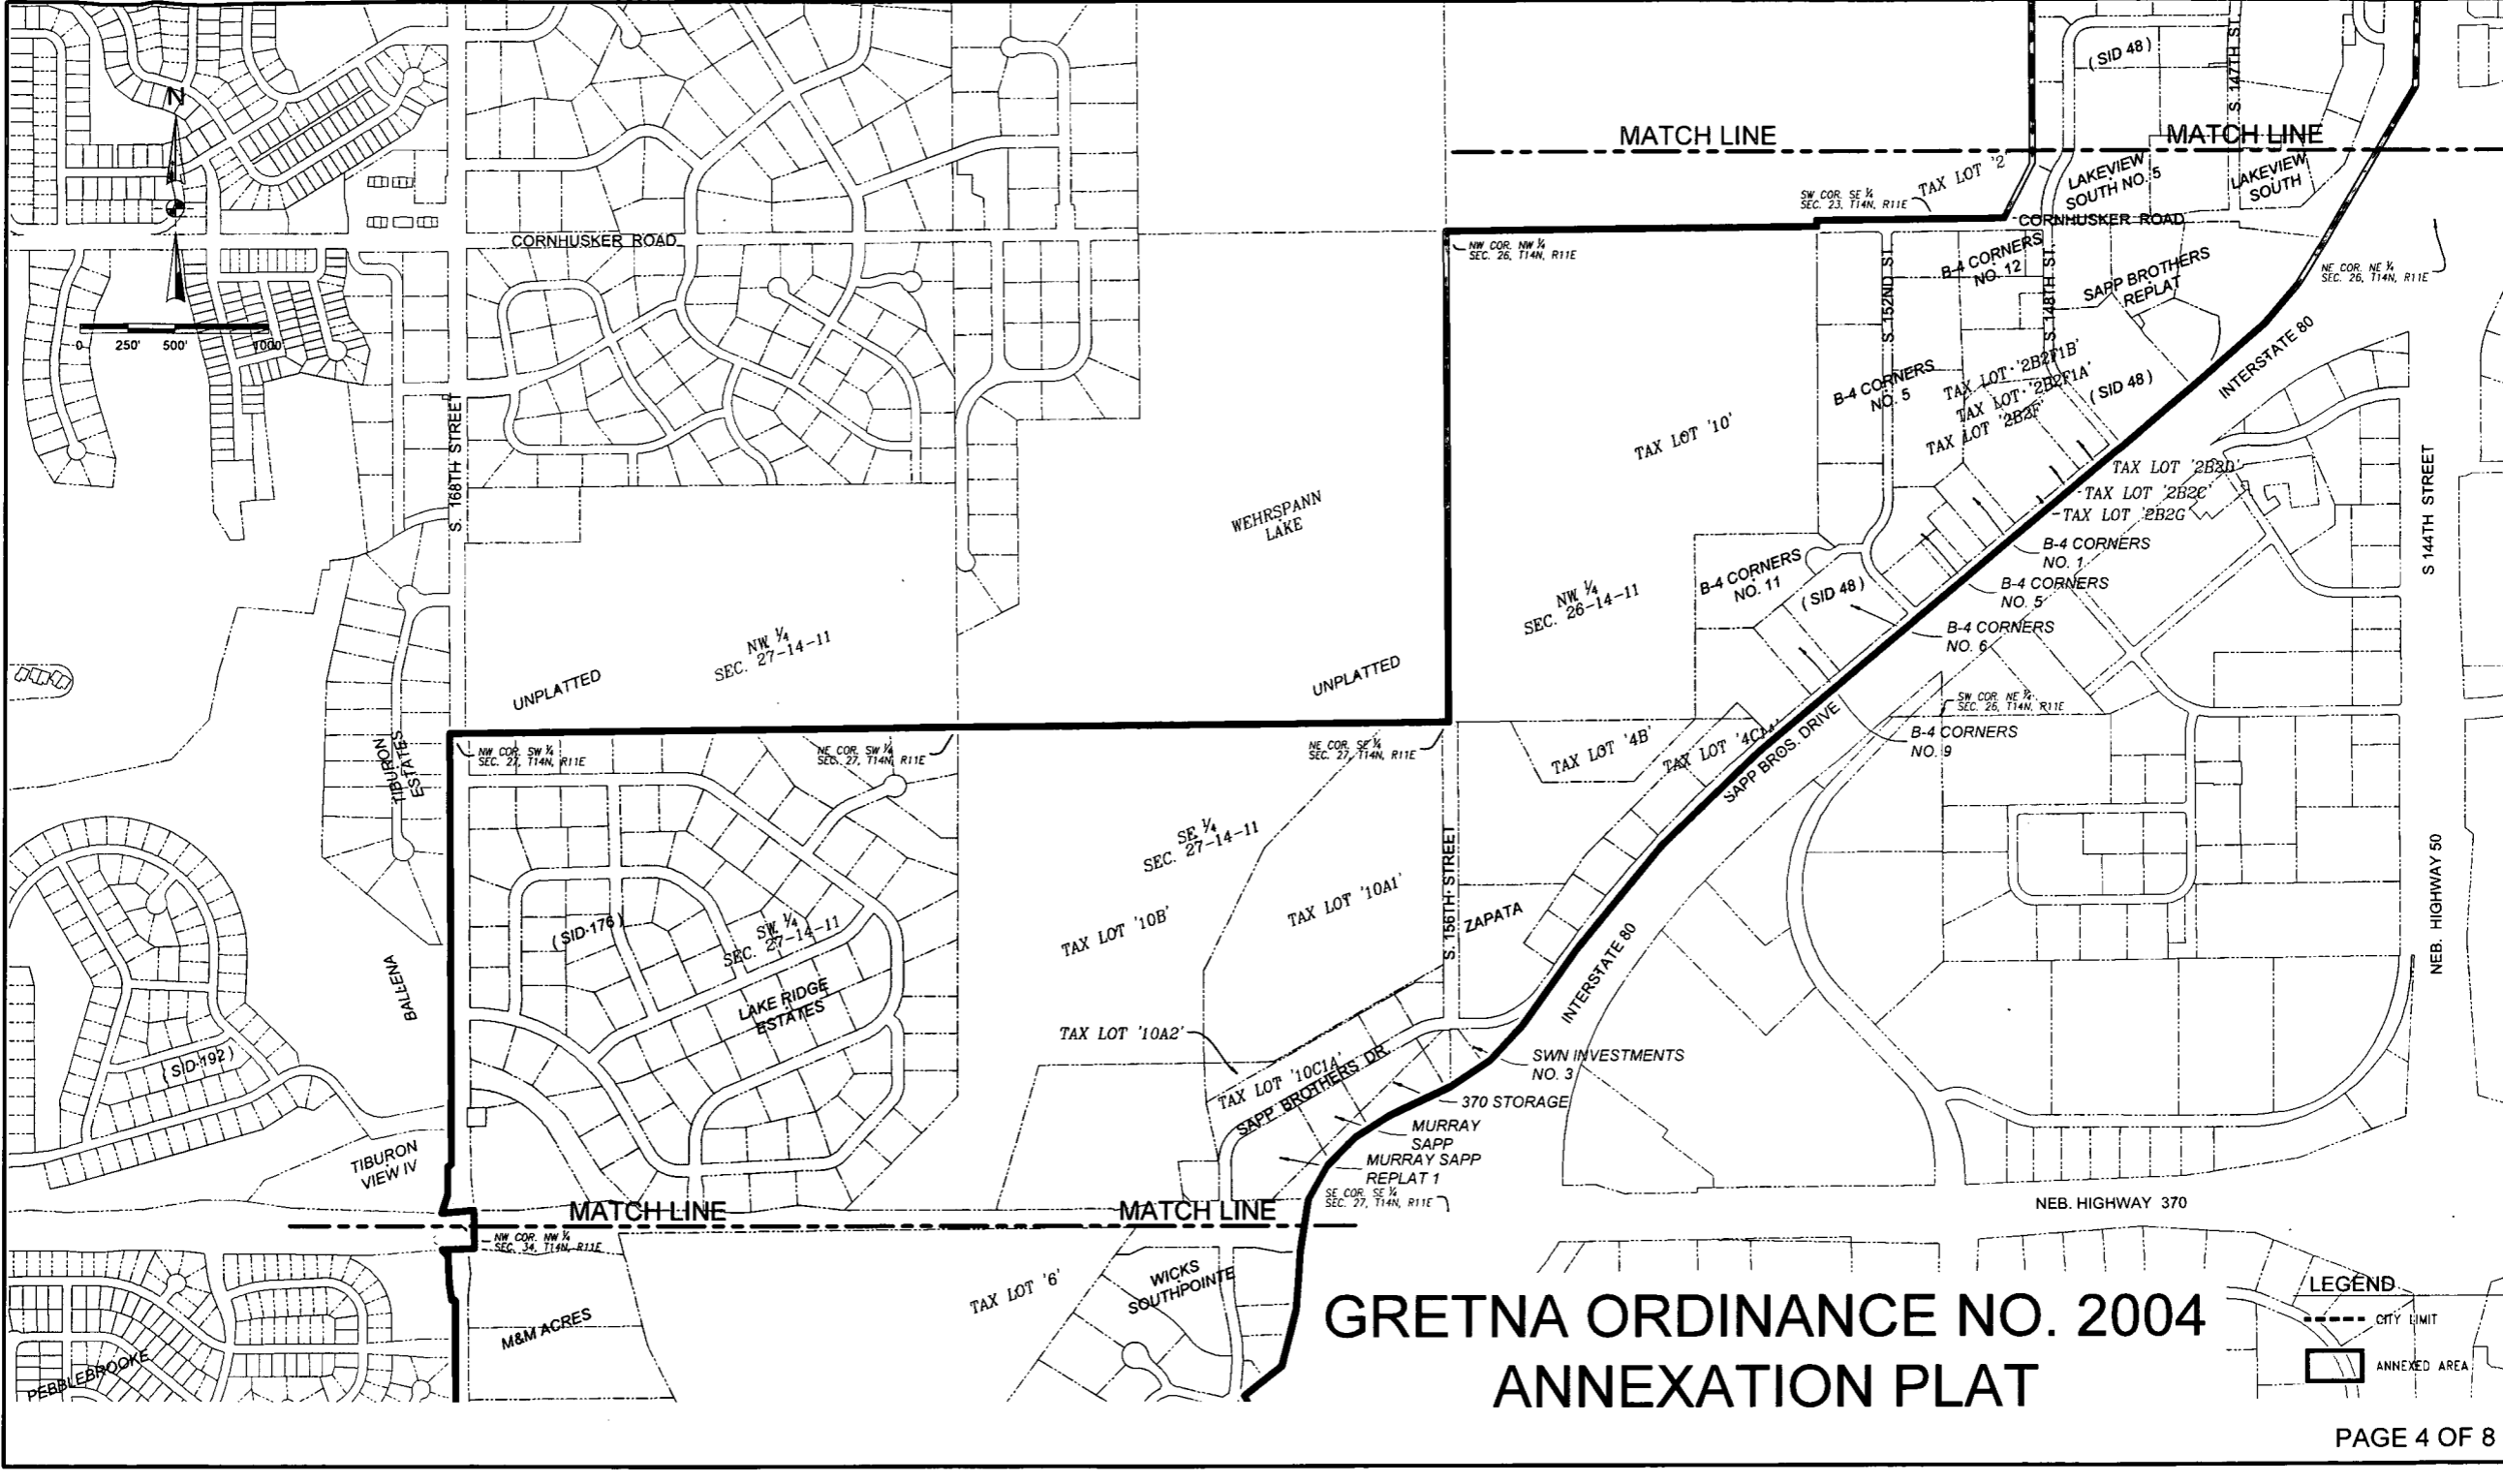 N
0 250' 500' 1000'
CORNHUSKER ROAD
S. 168TH STREET
MATCH LINE
MATCH LINE
( SID 48 )
S. 147TH ST.
SW COR. SE ¼
SEC. 23, T14N, R11E
TAX LOT '2'
LAKEVIEW
SOUTH NO. 5
LAKEVIEW
SOUTH
CORNHUSKER ROAD
NW COR. NW ¼
SEC. 26, T14N, R11E
NE COR. NE ¼
SEC. 26, T14N, R11E
S. 152ND ST.
B-4 CORNERS
NO. 12
S. 148TH ST.
SAPP BROTHERS
REPLAT
INTERSTATE 80
B-4 CORNERS
NO. 5
TAX LOT '2B2F1B'
TAX LOT '2B2F1A'
TAX LOT '2B2F'
( SID 48 )
TAX LOT '10'
TAX LOT '2B2D'
TAX LOT '2B2C'
TAX LOT '2B2G'
S 144TH STREET
WEHRSPANN
LAKE
B-4 CORNERS
NO. 1
B-4 CORNERS
NO. 5
B-4 CORNERS
NO. 6
B-4 CORNERS
NO. 11
( SID 48 )
NW ¼
SEC. 26-14-11
NW ¼
SEC. 27-14-11
UNPLATTED
UNPLATTED
SW COR. NE ¼
SEC. 26, T14N, R11E
B-4 CORNERS
NO. 9
SAPP BROS. DRIVE
TAX LOT '4B'
TAX LOT
TIBURON
ESTATES
NW COR. SW ¼
SEC. 27, T14N, R11E
NE COR. SW ¼
SEC. 27, T14N, R11E
NE COR. SE ¼
SEC. 27, T14N, R11E
SE ¼
SEC. 27-14-11
TAX LOT '10A1'
TAX LOT '10B'
S. 156TH STREET
ZAPATA
NEB. HIGHWAY 50
( SID 176 )
SW ¼
SEC. 27-14-11
LAKE RIDGE
ESTATES
BALLENA
INTERSTATE 80
TAX LOT '10A2'
TAX LOT '10C1A'
SAPP BROTHERS DR
SWN INVESTMENTS
NO. 3
370 STORAGE
MURRAY
SAPP
MURRAY SAPP
REPLAT 1
SE COR. SE ¼
SEC. 27, T14N, R11E
( SID 192 )
TIBURON
VIEW IV
MATCH LINE
MATCH LINE
NEB. HIGHWAY 370
NW COR. NW ¼
SEC. 34, T14N, R11E
TAX LOT '6'
WICKS
SOUTHPOINTE
M&M ACRES
PEBBLEBROOKE
GRETNA ORDINANCE NO. 2004
ANNEXATION PLAT
LEGEND
CITY LIMIT
ANNEXED AREA
PAGE 4 OF 8